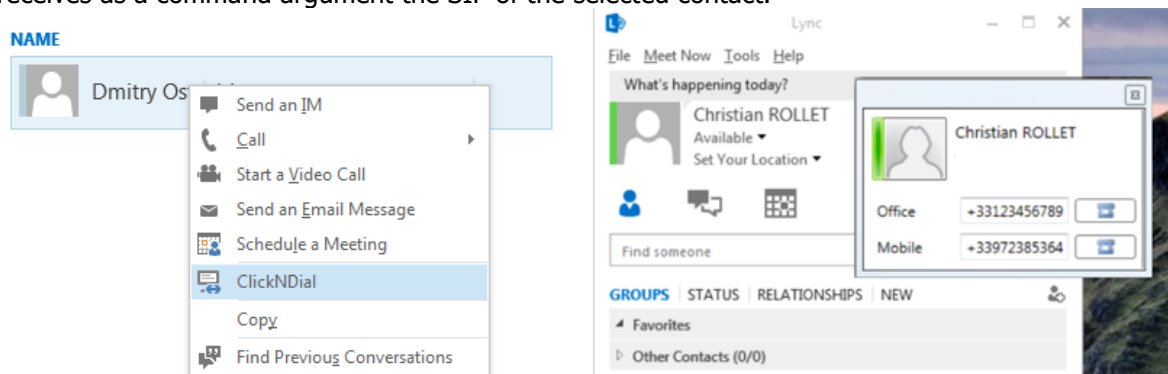 receives as a command argument the SIP of the selected contact.
NAME
Dmitry Os
Send an IM
Call
Start a Video Call
Send an Email Message
Schedule a Meeting
ClickNDial
Copy
Find Previous Conversations
Lync
File Meet Now Tools Help
What's happening today?
Christian ROLLET
Available
Set Your Location
Find someone
GROUPS STATUS RELATIONSHIPS NEW
Favorites
Other Contacts (0/0)
Christian ROLLET
Office +33123456789
Mobile +33972385364